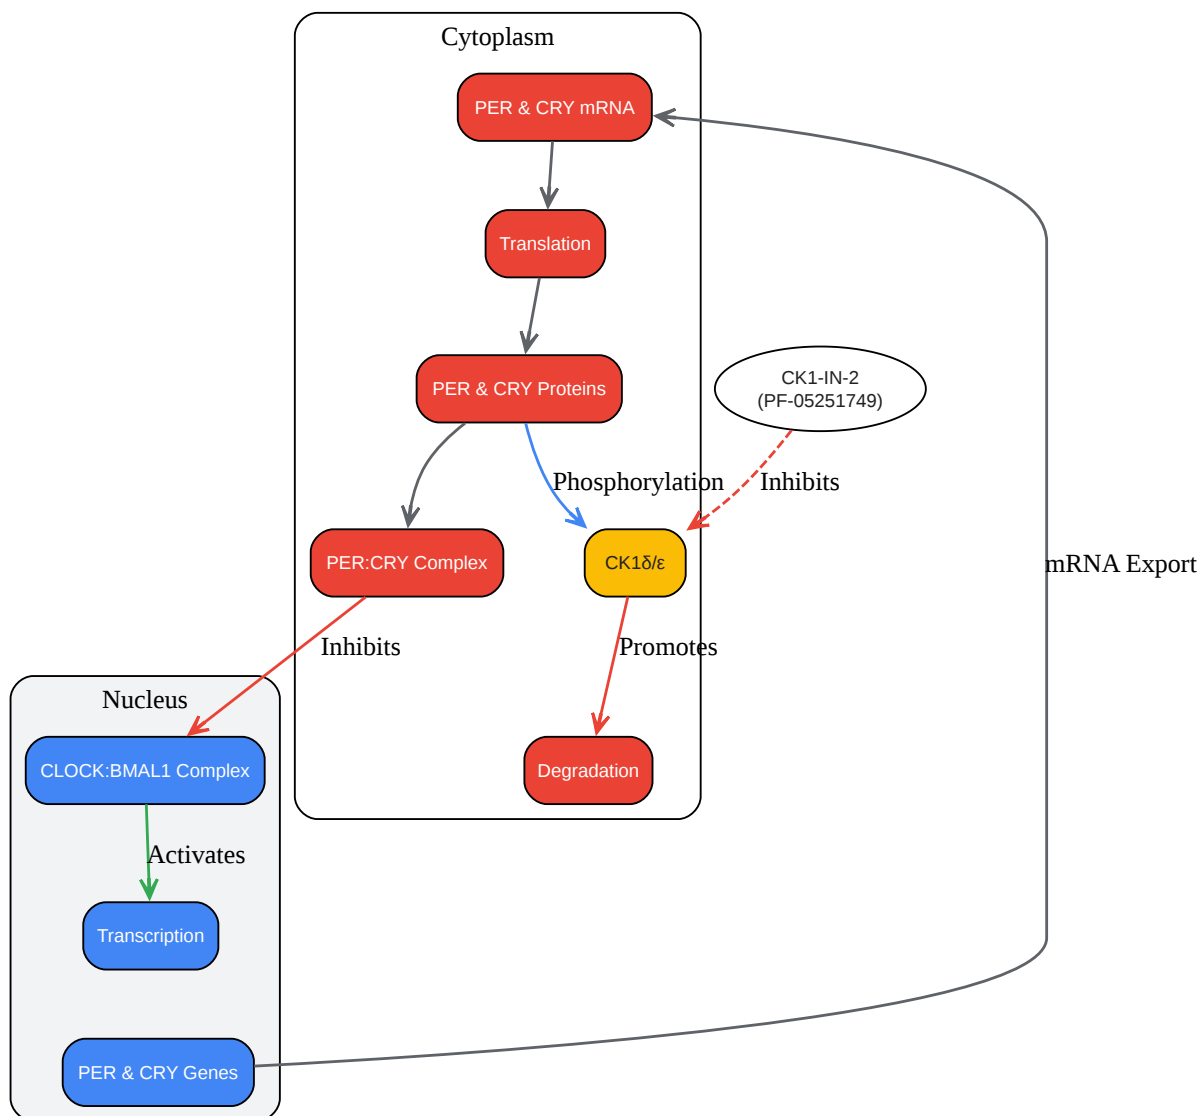 Cytoplasm
PER & CRY mRNA
Translation
PER & CRY Proteins
CK1-IN-2
(PF-05251749)
Phosphorylation
Inhibits
PER:CRY Complex
CK1δ/ε
mRNA Export
Inhibits
Promotes
Nucleus
CLOCK:BMAL1 Complex
Degradation
Activates
Transcription
PER & CRY Genes